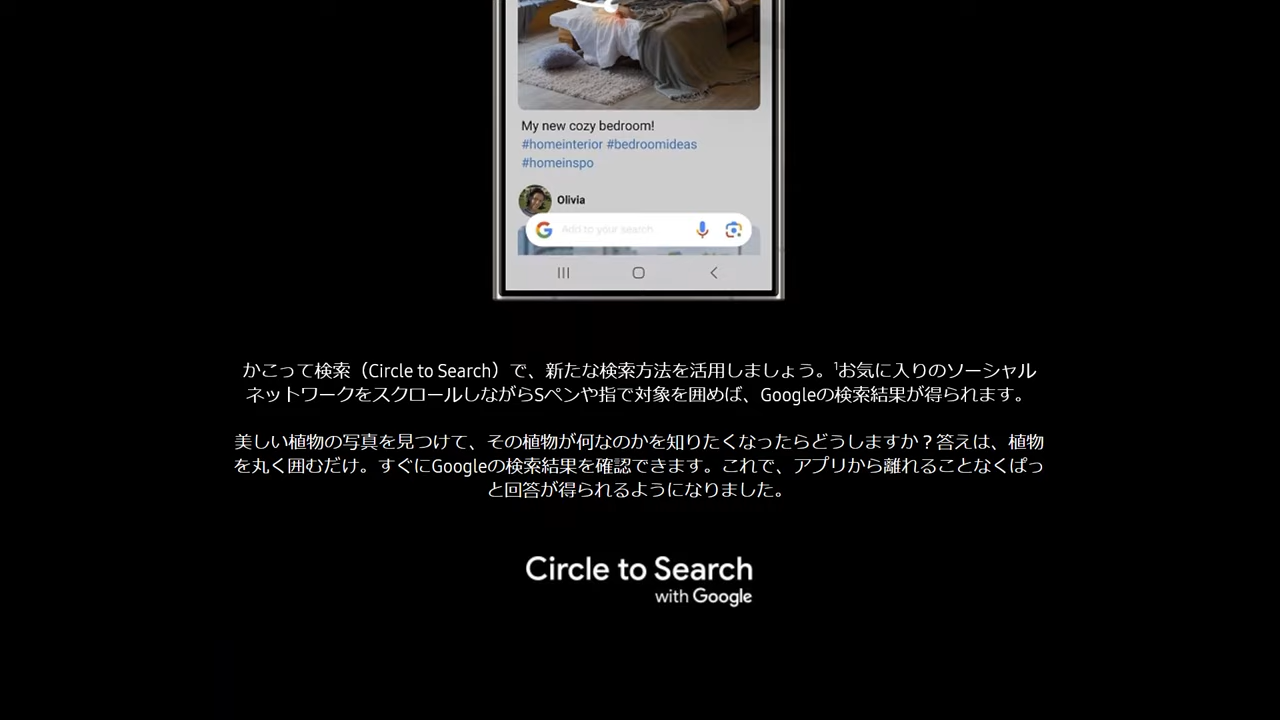 My new cozy bedroom!
#homeinterior #bedroomideas
#homeinspo
Olivia
Add to your search
かこって検索（Circle to Search）で、新たな検索方法を活用しましょう。¹お気に入りのソーシャル
ネットワークをスクロールしながらSペンや指で対象を囲めば、Googleの検索結果が得られます。
美しい植物の写真を見つけて、その植物が何なのかを知りたくなったらどうしますか？答えは、植物
を丸く囲むだけ。すぐにGoogleの検索結果を確認できます。これで、アプリから離れることなくぱっ
と回答が得られるようになりました。
Circle to Search
with Google